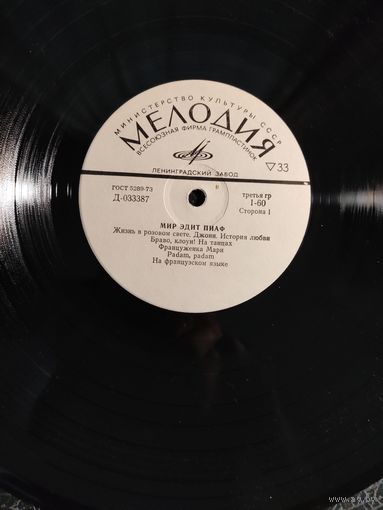 МИНИСТЕРСТВО КУЛЬТУРЫ СССР
МЕЛОДИЯ
ВСЕСОЮЗНАЯ ФИРМА ГРАМПЛАСТИНОК
▽33
ЛЕНИНГРАДСКИЙ ЗАВОД
ГОСТ 5289-73
третья гр
Д-033387
1-60
Сторона 1
МИР ЭДИТ ПИАФ
Жизнь в розовом свете. Джони. История любви
Браво, клоун! На танцах
Француженка Мари
Padam, padam
На французском языке